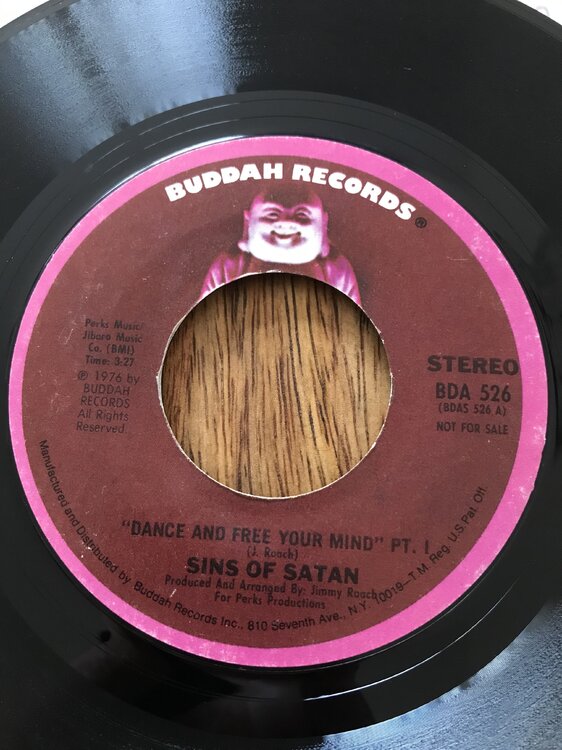 BUDDAH RECORDS®
Perks Music/
Jibaro Music
Co. (BMI)
Time: 3:27
℗ 1976 by
BUDDAH
RECORDS
All Rights
Reserved.
STEREO
BDA 526
(BDAS 526 A)
NOT FOR SALE
"DANCE AND FREE YOUR MIND" PT. I
(J. Roach)
SINS OF SATAN
Produced And Arranged By: Jimmy Roach
For Perks Productions
Manufactured and Distributed by Buddah Records Inc., 810 Seventh Ave., N.Y. 10019–T.M. Reg. U.S. Pat. Off.